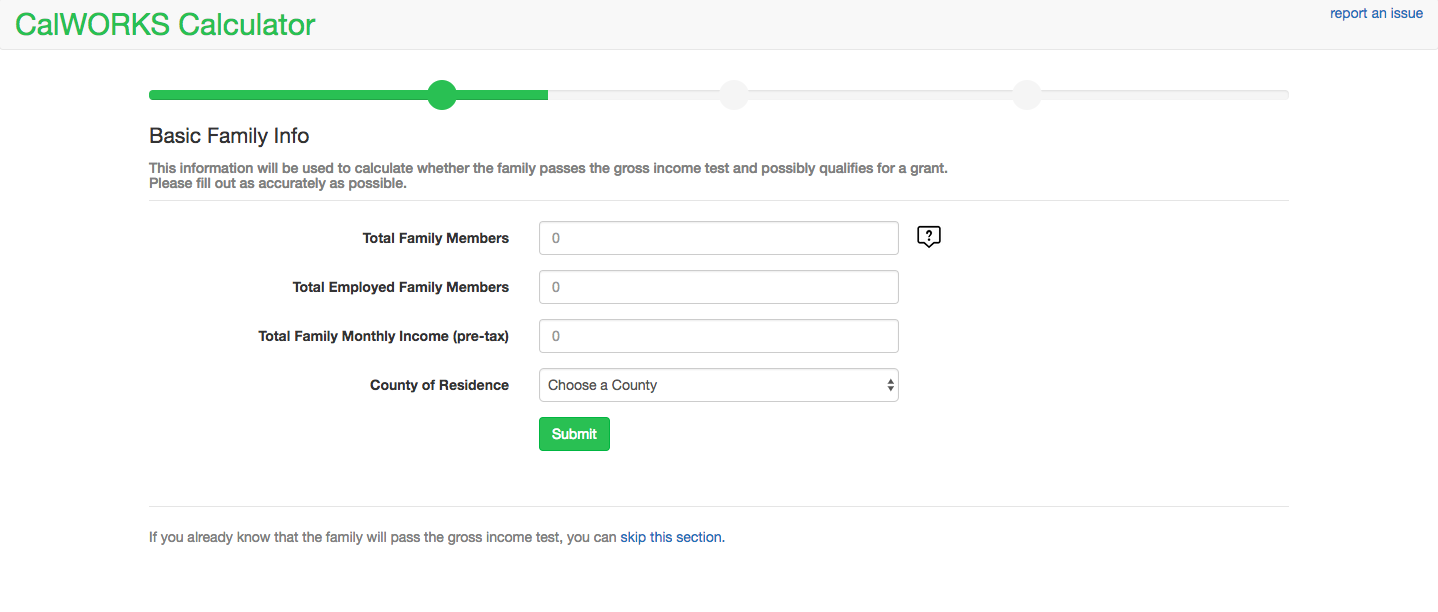 CalWORKS Calculator
report an issue
Basic Family Info
This information will be used to calculate whether the family passes the gross income test and possibly qualifies for a grant.
Please fill out as accurately as possible.
Total Family Members 0 ?
Total Employed Family Members 0
Total Family Monthly Income (pre-tax) 0
County of Residence Choose a County
Submit
If you already know that the family will pass the gross income test, you can skip this section.